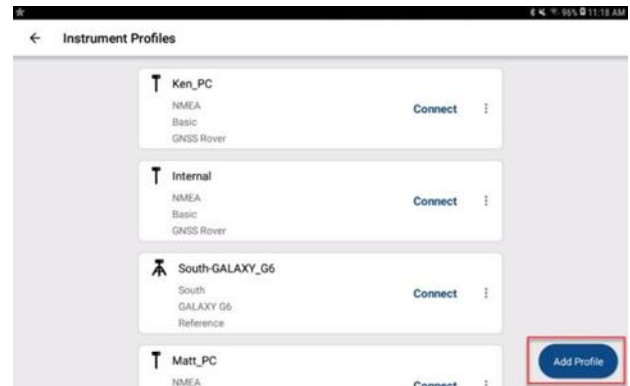 96% 11:18 AM
Instrument Profiles
Ken_PC
NMEA
Connect
Basic
GNSS Rover
Internal
NMEA
Connect
Basic
GNSS Rover
South-GALAXY_G6
South
Connect
GALAXY G6
Reference
Matt_PC
Add Profile
NMEA
Connect